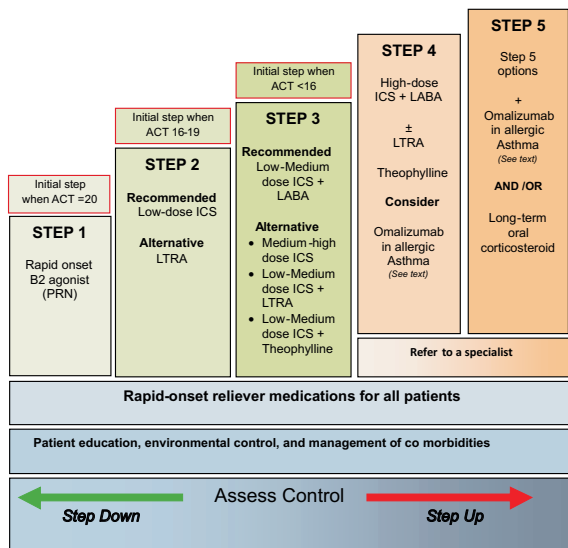 Initial step
when ACT =20
STEP 1
Rapid onset
B2 agonist
(PRN)
Initial step when
ACT 16-19
STEP 2
Recommended
Low-dose ICS
Alternative
LTRA
Initial step when
ACT <16
STEP 3
Recommended
Low-Medium
dose ICS +
LABA
Alternative
• Medium-high
dose ICS
• Low-Medium
dose ICS +
LTRA
• Low-Medium
dose ICS +
Theophylline
STEP 4
High-dose
ICS + LABA
±
LTRA
Theophylline
Consider
Omalizumab
in allergic
Asthma
(See text)
STEP 5
Step 5
options
+
Omalizumab
in allergic
Asthma
(See text)
AND /OR
Long-term
oral
corticosteroid
Refer to a specialist
Rapid-onset reliever medications for all patients
Patient education, environmental control, and management of co morbidities
Assess Control
Step Down
Step Up